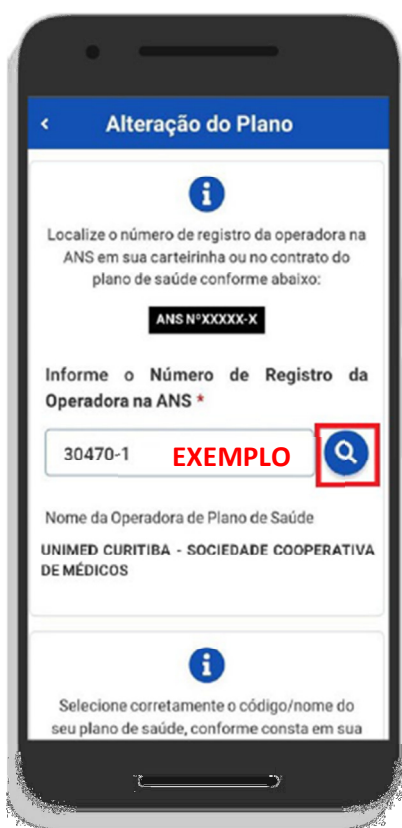 Alteração do Plano
Localize o número de registro da operadora na
ANS em sua carteirinha ou no contrato do
plano de saúde conforme abaixo:
ANS NºXXXXX-X
Informe o Número de Registro da
Operadora na ANS *
30470-1 EXEMPLO
Nome da Operadora de Plano de Saúde
UNIMED CURITIBA - SOCIEDADE COOPERATIVA
DE MÉDICOS
Selecione corretamente o código/nome do
seu plano de saúde, conforme consta em sua